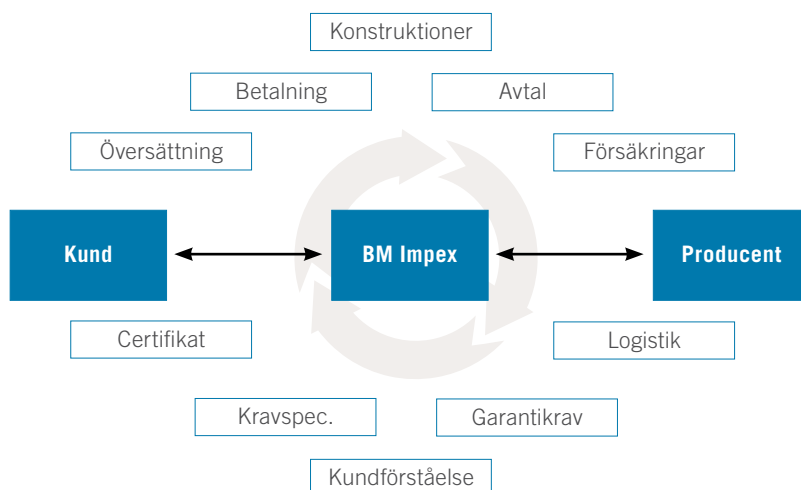 Konstruktioner
Betalning
Avtal
Översättning
Försäkringar
Kund
BM Impex
Producent
Certifikat
Logistik
Kravspec.
Garantikrav
Kundförståelse